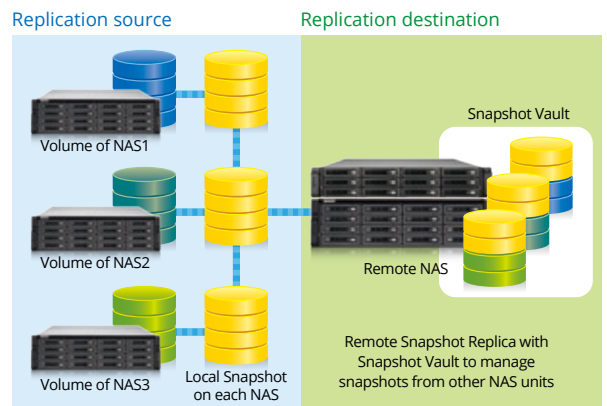 Replication source
Replication destination
Volume of NAS1
Volume of NAS2
Volume of NAS3
Local Snapshot
on each NAS
Snapshot Vault
Remote NAS
Remote Snapshot Replica with
Snapshot Vault to manage
snapshots from other NAS units